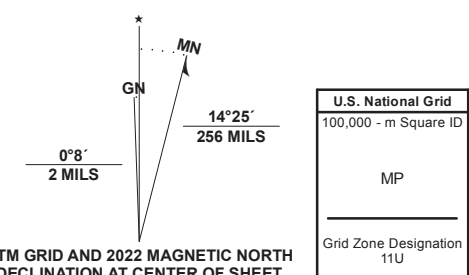 MN
GN
14°25´
256 MILS
0°8´
2 MILS
TM GRID AND 2022 MAGNETIC NORTH
DECLINATION AT CENTER OF SHEET
U.S. National Grid
100,000 - m Square ID
MP
Grid Zone Designation
11U